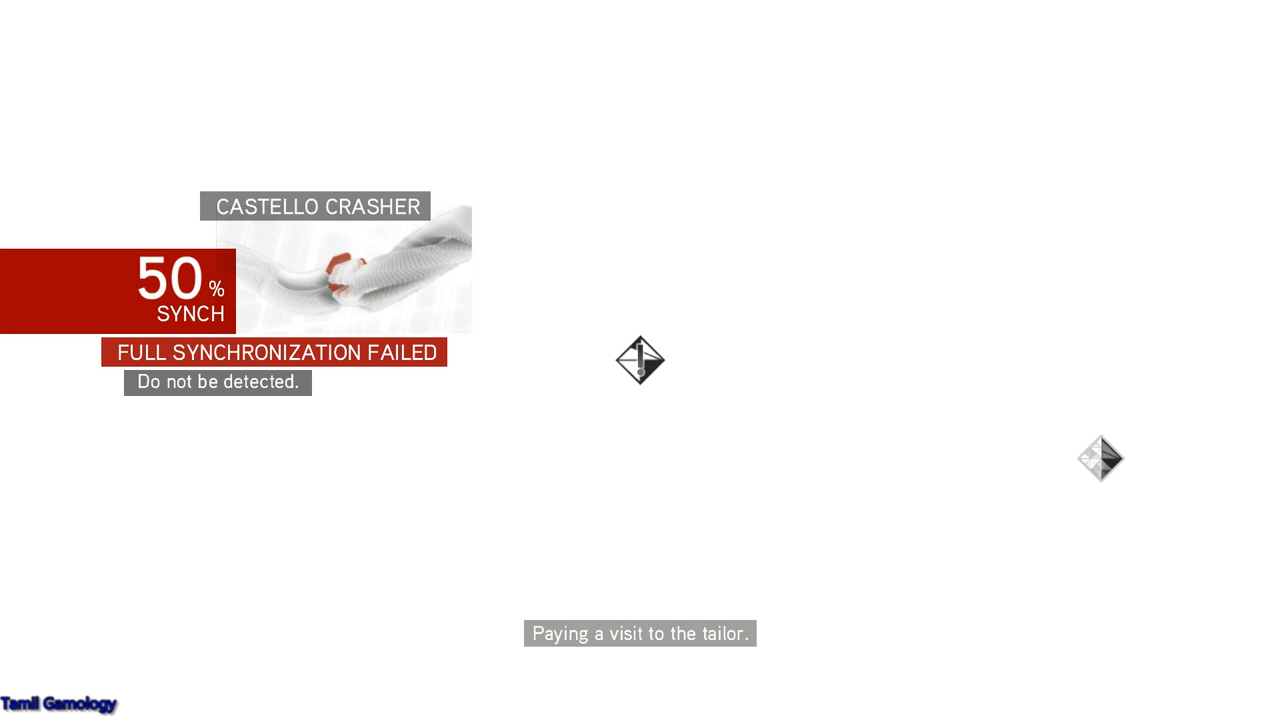 CASTELLO CRASHER
50 %
SYNCH
FULL SYNCHRONIZATION FAILED
Do not be detected.
Paying a visit to the tailor.
Tamil Gamology